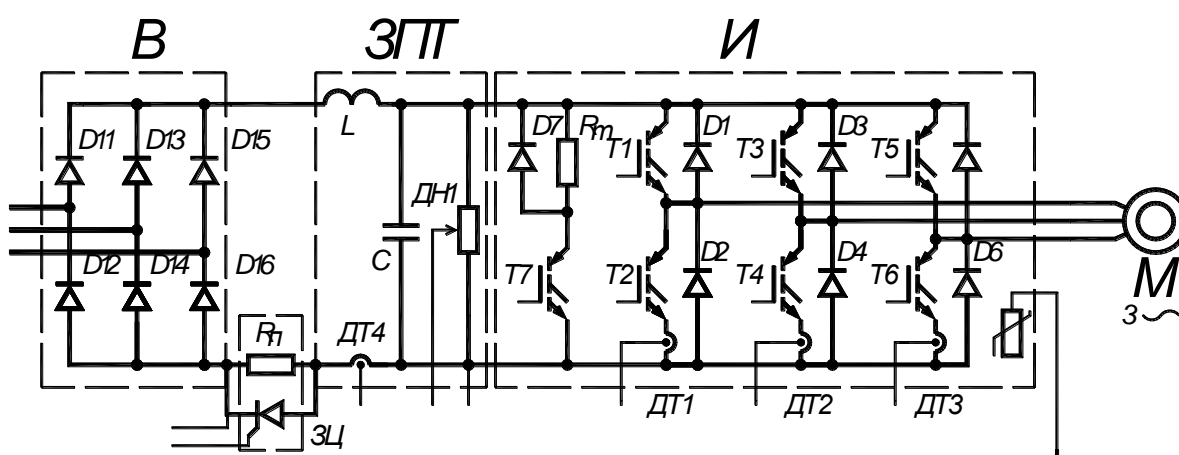 В ЗПТ И
D11 D13 D15 L D7 Rт T1 D1 T3 D3 T5
ДН1
D12 D14 D16 C T7 T2 D2 T4 D4 T6 D6 М
3 ~
Rп ДТ4
ЗЦ ДТ1 ДТ2 ДТ3